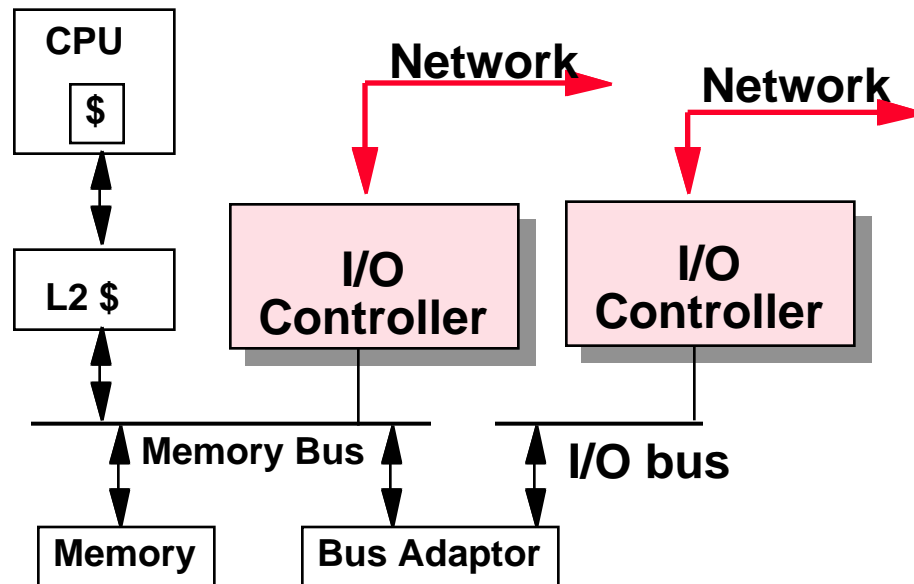 CPU
$
Network
Network
L2 $
I/O
Controller
I/O
Controller
Memory Bus
I/O bus
Memory
Bus Adaptor